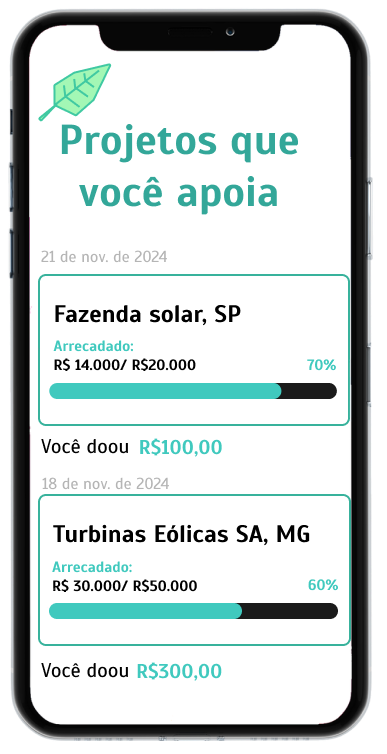 Projetos que
você apoia
21 de nov. de 2024
Fazenda solar, SP
Arrecadado:
R$ 14.000/ R$20.000 70%
Você doou R$100,00
18 de nov. de 2024
Turbinas Eólicas SA, MG
Arrecadado:
R$ 30.000/ R$50.000 60%
Você doou R$300,00